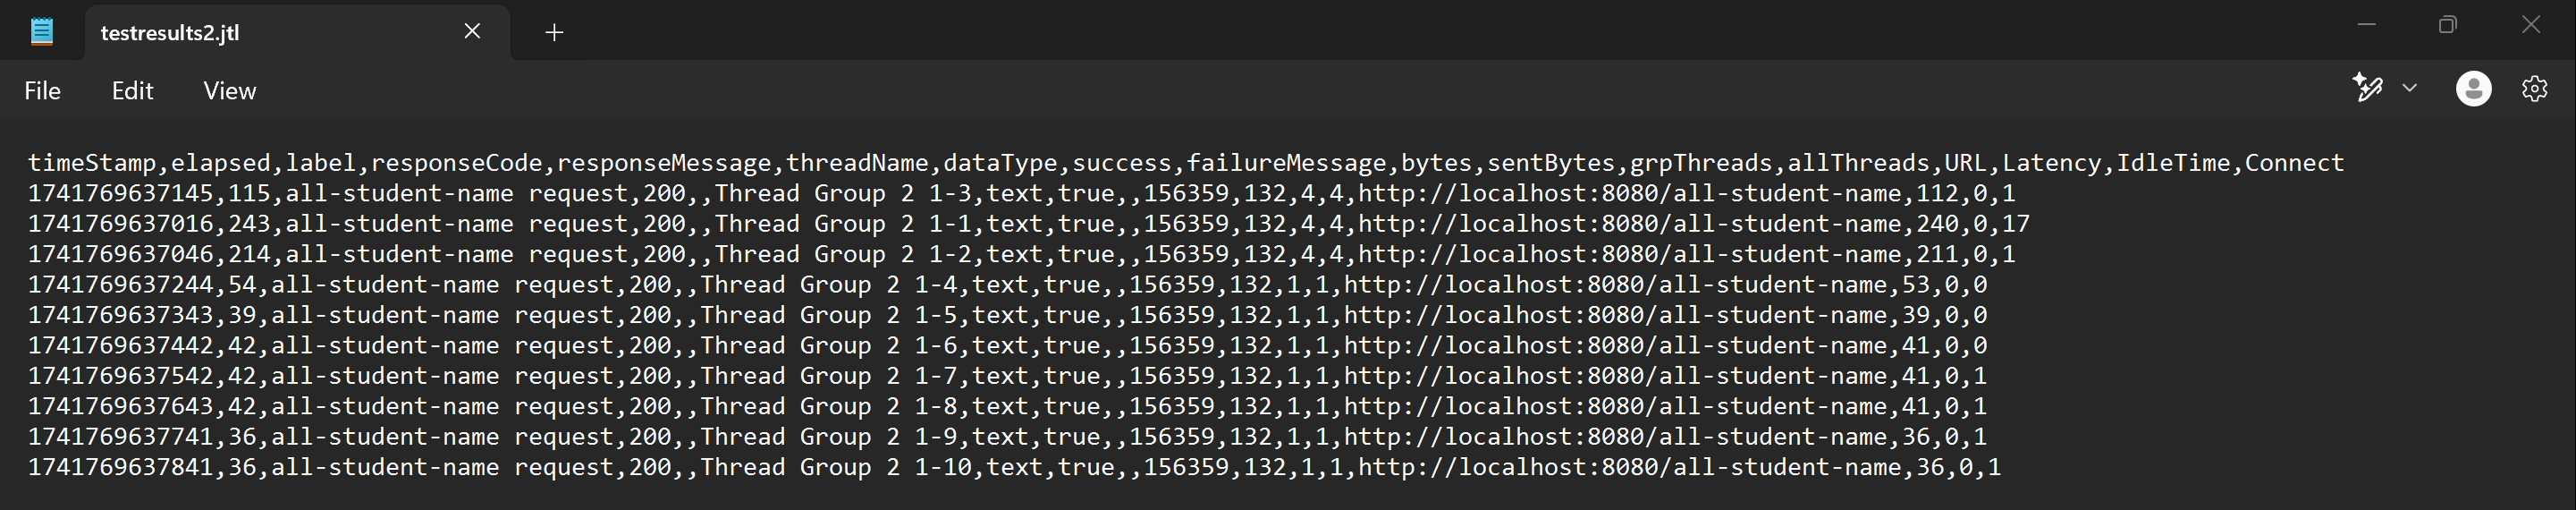 testresults2.jtl
File Edit View
timeStamp,elapsed,label,responseCode,responseMessage,threadName,dataType,success,failureMessage,bytes,sentBytes,grpThreads,allThreads,URL,Latency,IdleTime,Connect
1741769637145,115,all-student-name request,200,,Thread Group 2 1-3,text,true,,156359,132,4,4,http://localhost:8080/all-student-name,112,0,1
1741769637016,243,all-student-name request,200,,Thread Group 2 1-1,text,true,,156359,132,4,4,http://localhost:8080/all-student-name,240,0,17
1741769637046,214,all-student-name request,200,,Thread Group 2 1-2,text,true,,156359,132,4,4,http://localhost:8080/all-student-name,211,0,1
1741769637244,54,all-student-name request,200,,Thread Group 2 1-4,text,true,,156359,132,1,1,http://localhost:8080/all-student-name,53,0,0
1741769637343,39,all-student-name request,200,,Thread Group 2 1-5,text,true,,156359,132,1,1,http://localhost:8080/all-student-name,39,0,0
1741769637442,42,all-student-name request,200,,Thread Group 2 1-6,text,true,,156359,132,1,1,http://localhost:8080/all-student-name,41,0,0
1741769637542,42,all-student-name request,200,,Thread Group 2 1-7,text,true,,156359,132,1,1,http://localhost:8080/all-student-name,41,0,1
1741769637643,42,all-student-name request,200,,Thread Group 2 1-8,text,true,,156359,132,1,1,http://localhost:8080/all-student-name,41,0,1
1741769637741,36,all-student-name request,200,,Thread Group 2 1-9,text,true,,156359,132,1,1,http://localhost:8080/all-student-name,36,0,1
1741769637841,36,all-student-name request,200,,Thread Group 2 1-10,text,true,,156359,132,1,1,http://localhost:8080/all-student-name,36,0,1